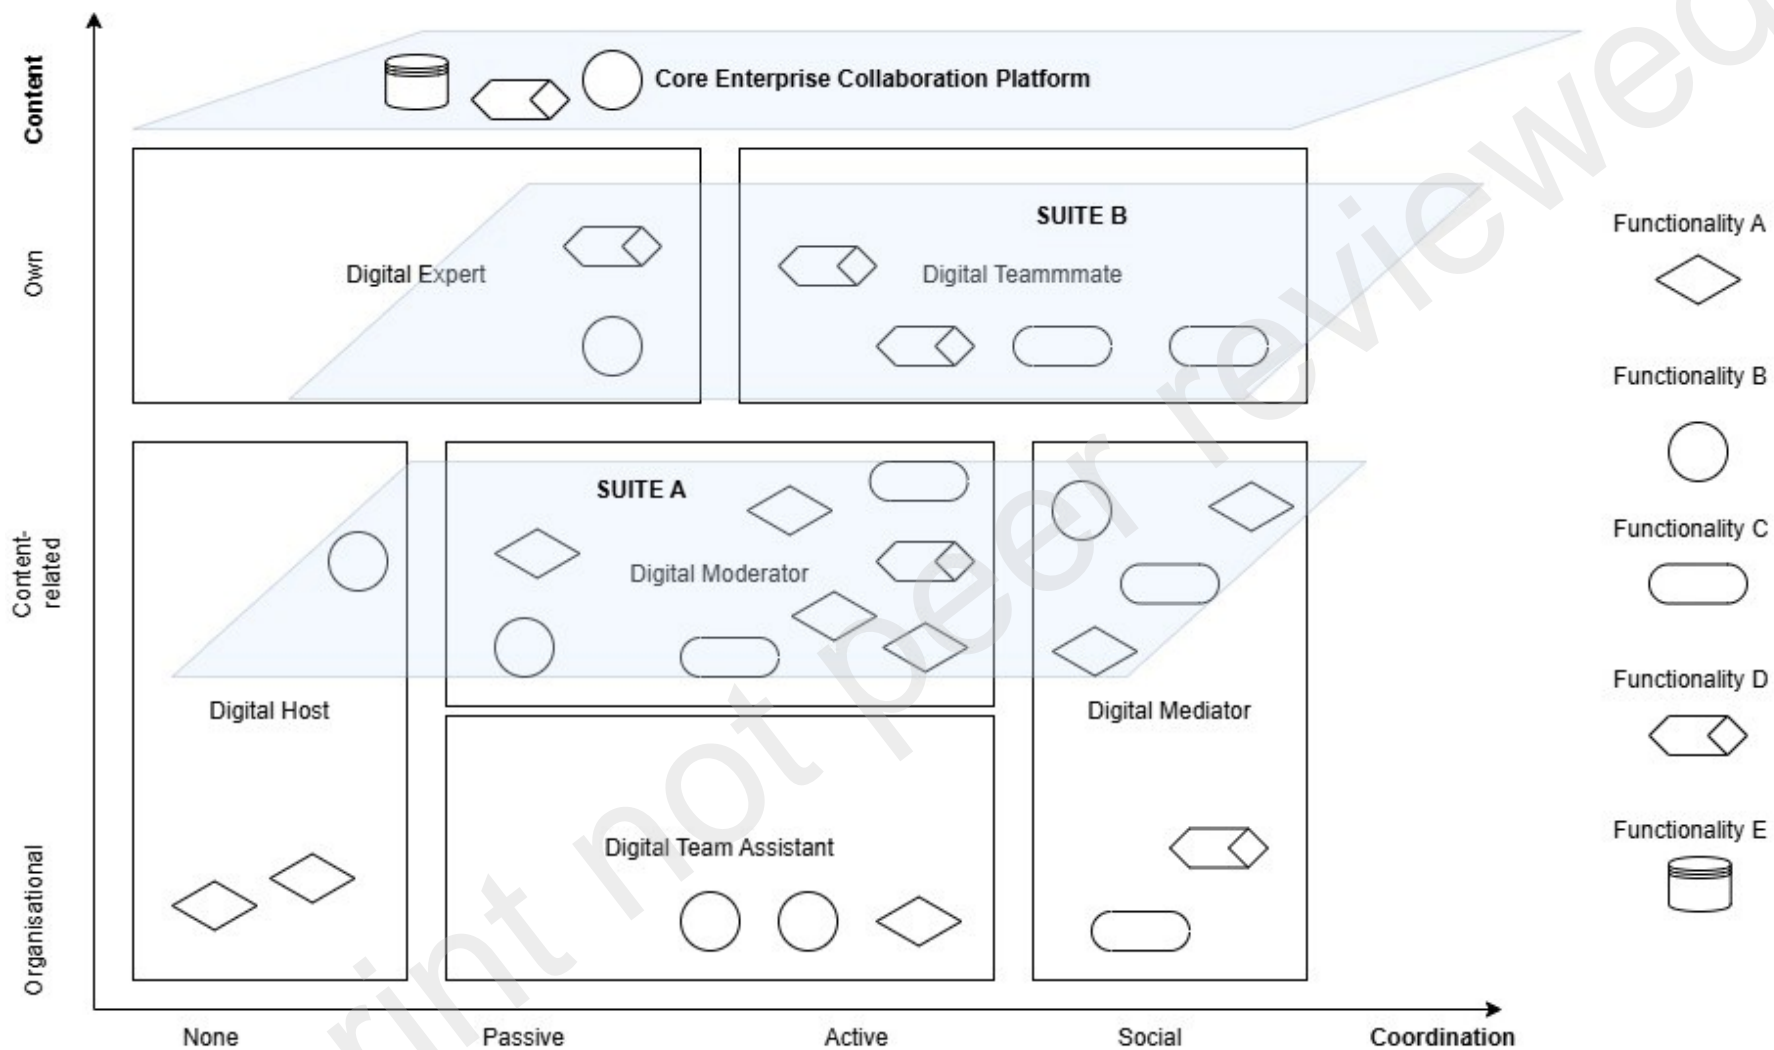 Content
Core Enterprise Collaboration Platform
Own
SUITE B
Digital Expert
Digital Teammmate
Content-
related
SUITE A
Digital Moderator
Digital Host
Digital Mediator
Organisational
Digital Team Assistant
None
Passive
Active
Social
Coordination
Functionality A
Functionality B
Functionality C
Functionality D
Functionality E
rint not peer reviewed